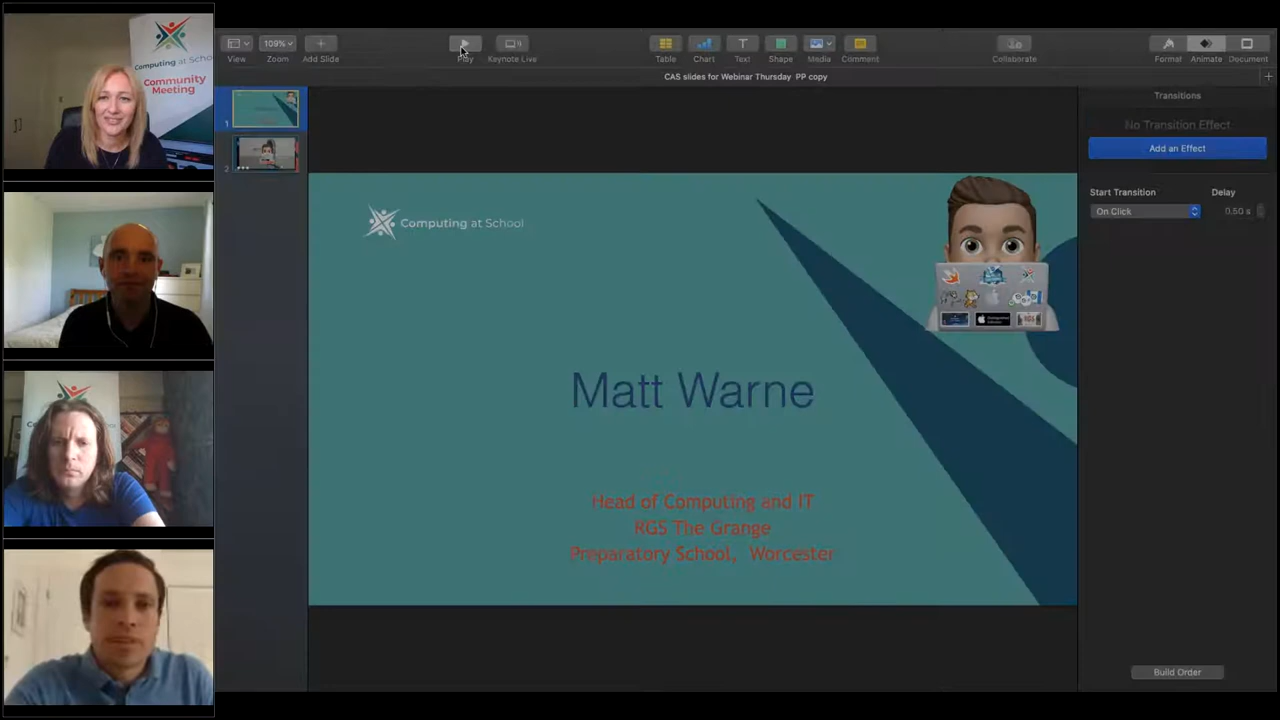 Computing at School
Community
Meeting
View
109%
Zoom
Add Slide
Play
Keynote Live
Table
Chart
Text
Shape
Media
Comment
Collaborate
Format
Animate
Document
CAS slides for Webinar Thursday PP copy
Transitions
No Transition Effect
Add an Effect
Start Transition
Delay
On Click
0.50 s
1
2
Computing at School
Matt Warne
Head of Computing and IT
RGS The Grange
Preparatory School, Worcester
Build Order